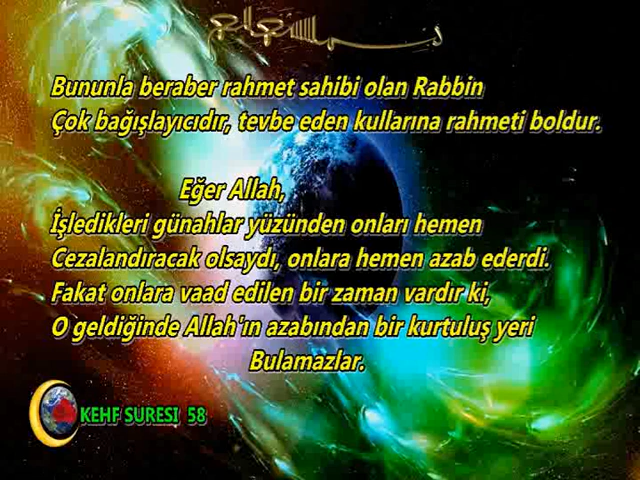 Bununla beraber rahmet sahibi olan Rabbin
Çok bağışlayıcıdır, tevbe eden kullarına rahmeti boldur.
Eğer Allah,
İşledikleri günahlar yüzünden onları hemen
Cezalandıracak olsaydı, onlara hemen azab ederdi.
Fakat onlara vaad edilen bir zaman vardır ki,
O geldiğinde Allah'ın azabından bir kurtuluş yeri
Bulamazlar.
KEHF SURESI 58